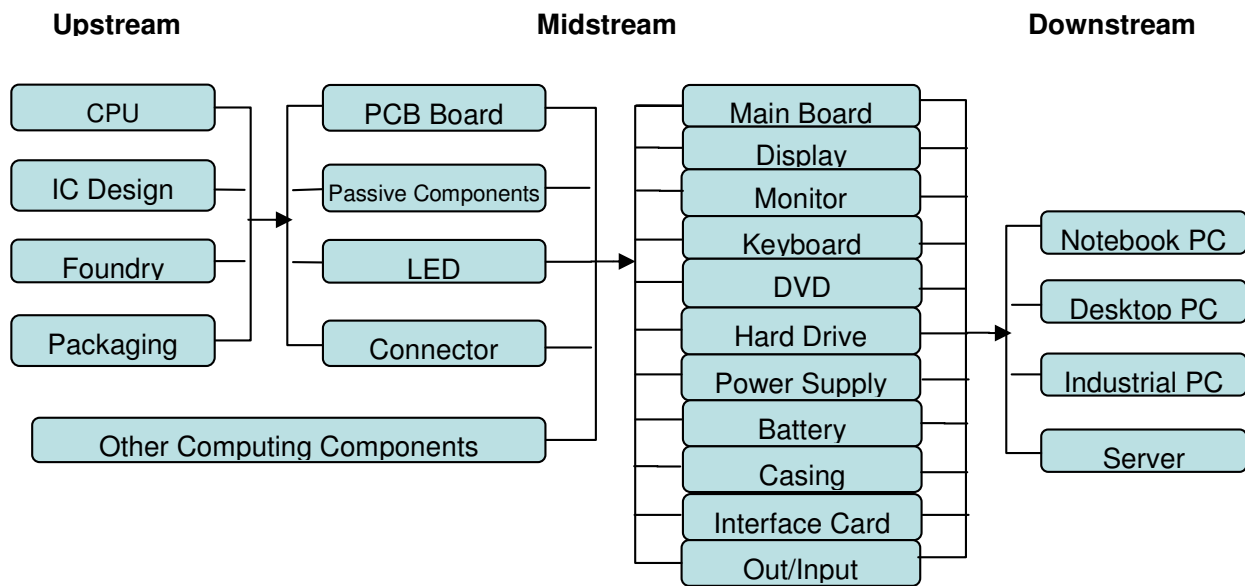 Upstream
Midstream
Downstream
CPU
IC Design
Foundry
Packaging
PCB Board
Passive Components
LED
Connector
Other Computing Components
Main Board
Display
Monitor
Keyboard
DVD
Hard Drive
Power Supply
Battery
Casing
Interface Card
Out/Input
Notebook PC
Desktop PC
Industrial PC
Server